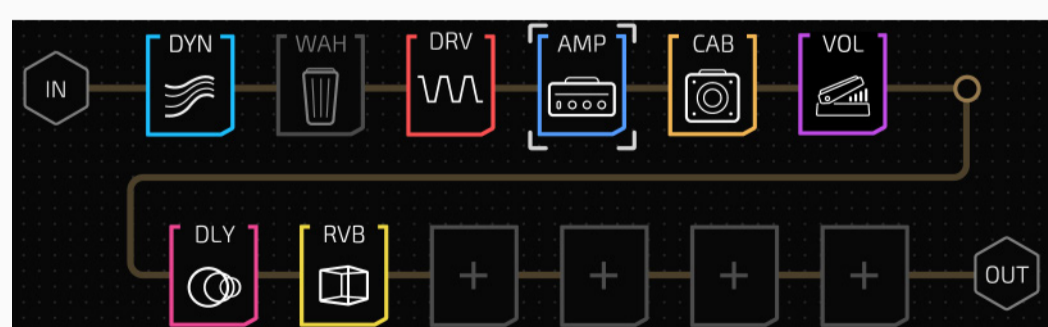 DYN WAH DRV AMP CAB VOL
IN
DLY RVB
OUT